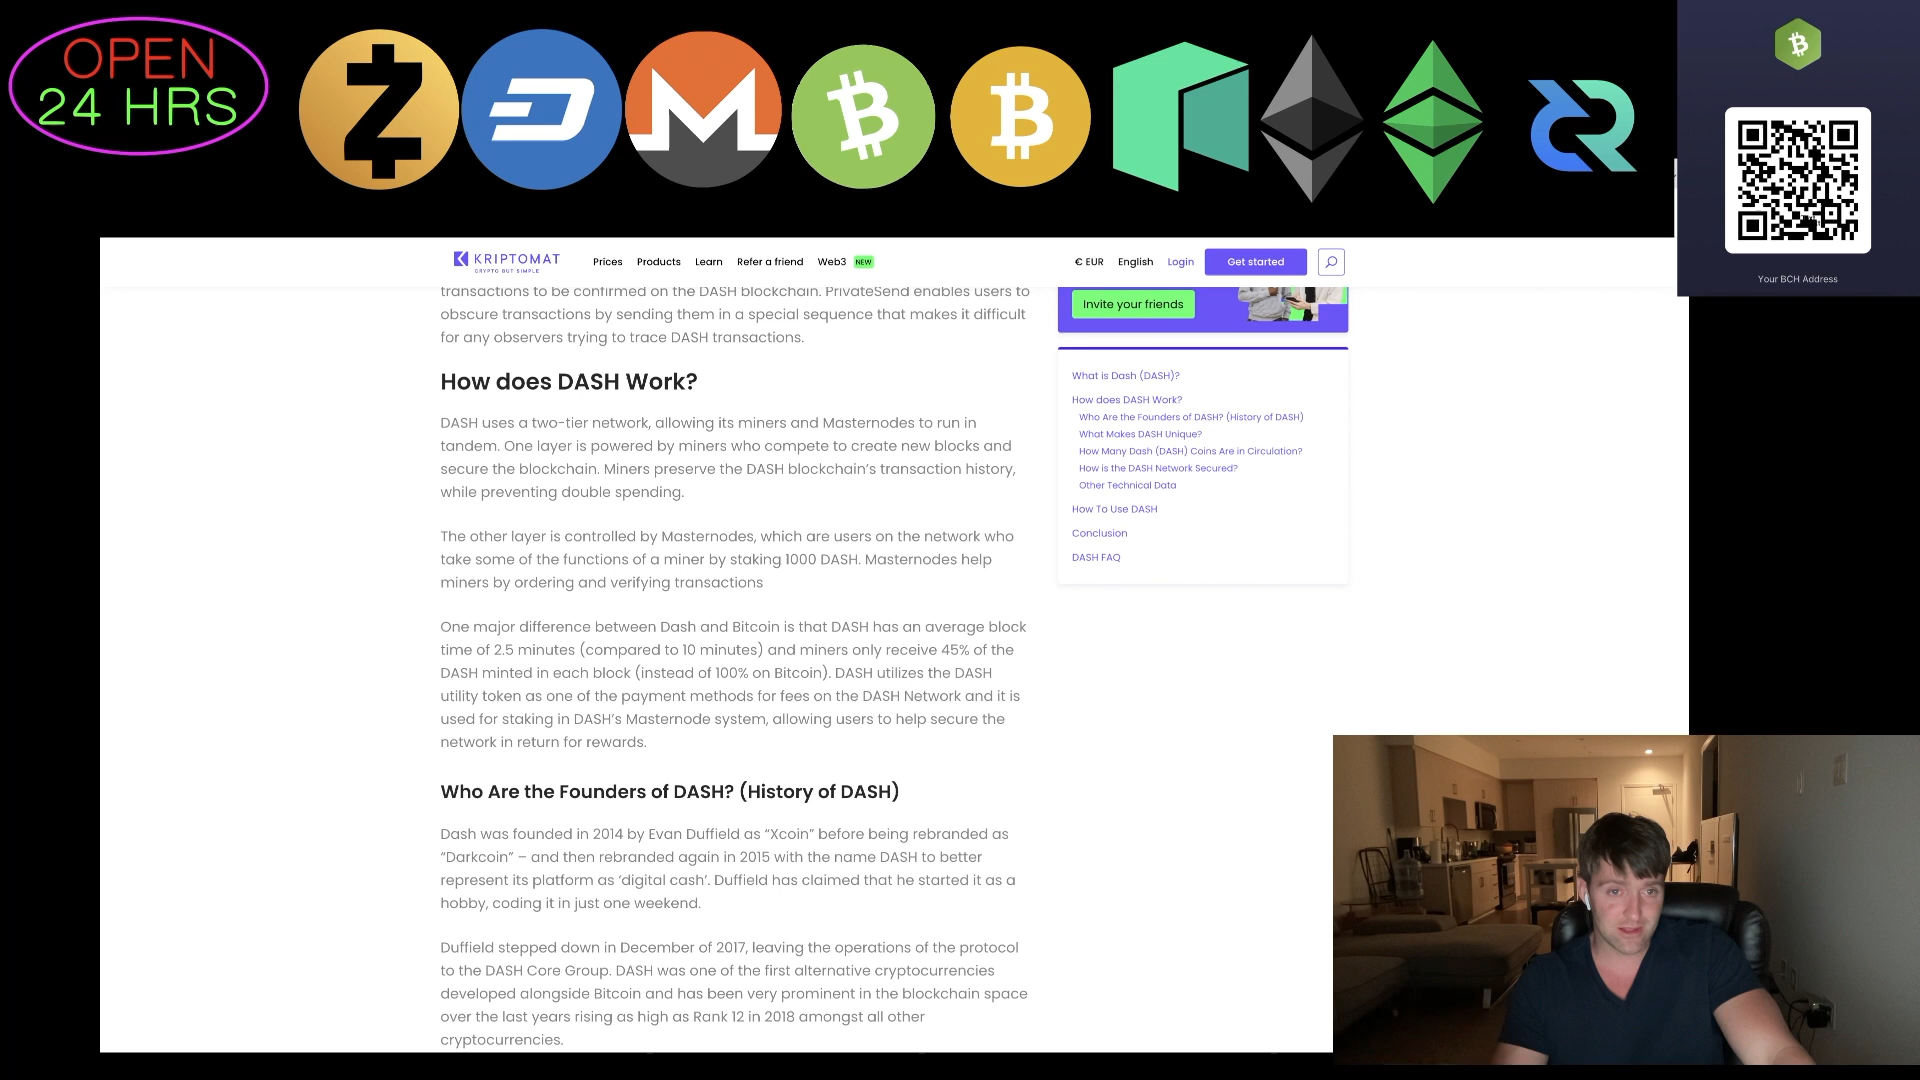 OPEN
24 HRS
Your BCH Address
KRIPTOMAT
CRYPTO BUT SIMPLE
Prices
Products
Learn
Refer a friend
Web3
NEW
€ EUR
English
Login
Get started
transactions to be confirmed on the DASH blockchain. PrivateSend enables users to
obscure transactions by sending them in a special sequence that makes it difficult
for any observers trying to trace DASH transactions.
How does DASH Work?
DASH uses a two-tier network, allowing its miners and Masternodes to run in
tandem. One layer is powered by miners who compete to create new blocks and
secure the blockchain. Miners preserve the DASH blockchain's transaction history,
while preventing double spending.
The other layer is controlled by Masternodes, which are users on the network who
take some of the functions of a miner by staking 1000 DASH. Masternodes help
miners by ordering and verifying transactions
One major difference between Dash and Bitcoin is that DASH has an average block
time of 2.5 minutes (compared to 10 minutes) and miners only receive 45% of the
DASH minted in each block (instead of 100% on Bitcoin). DASH utilizes the DASH
utility token as one of the payment methods for fees on the DASH Network and it is
used for staking in DASH's Masternode system, allowing users to help secure the
network in return for rewards.
Who Are the Founders of DASH? (History of DASH)
Dash was founded in 2014 by Evan Duffield as “Xcoin” before being rebranded as
“Darkcoin” – and then rebranded again in 2015 with the name DASH to better
represent its platform as ‘digital cash’. Duffield has claimed that he started it as a
hobby, coding it in just one weekend.
Duffield stepped down in December of 2017, leaving the operations of the protocol
to the DASH Core Group. DASH was one of the first alternative cryptocurrencies
developed alongside Bitcoin and has been very prominent in the blockchain space
over the last years rising as high as Rank 12 in 2018 amongst all other
cryptocurrencies.
Invite your friends
What is Dash (DASH)?
How does DASH Work?
Who Are the Founders of DASH? (History of DASH)
What Makes DASH Unique?
How Many Dash (DASH) Coins Are in Circulation?
How is the DASH Network Secured?
Other Technical Data
How To Use DASH
Conclusion
DASH FAQ